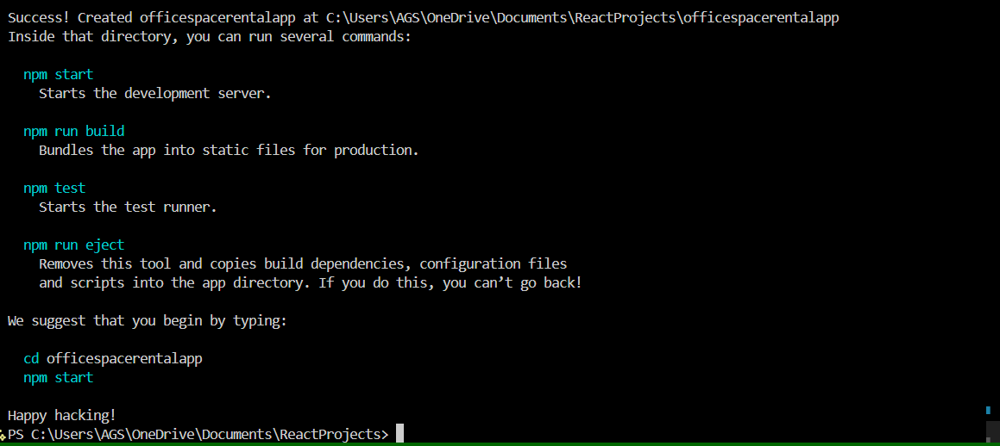 Success! Created officespacerentalapp at C:\Users\AGS\OneDrive\Documents\ReactProjects\officespacerentalapp
Inside that directory, you can run several commands:
npm start
Starts the development server.
npm run build
Bundles the app into static files for production.
npm test
Starts the test runner.
npm run eject
Removes this tool and copies build dependencies, configuration files
and scripts into the app directory. If you do this, you can’t go back!
We suggest that you begin by typing:
cd officespacerentalapp
npm start
Happy hacking!
PS C:\Users\AGS\OneDrive\Documents\ReactProjects>